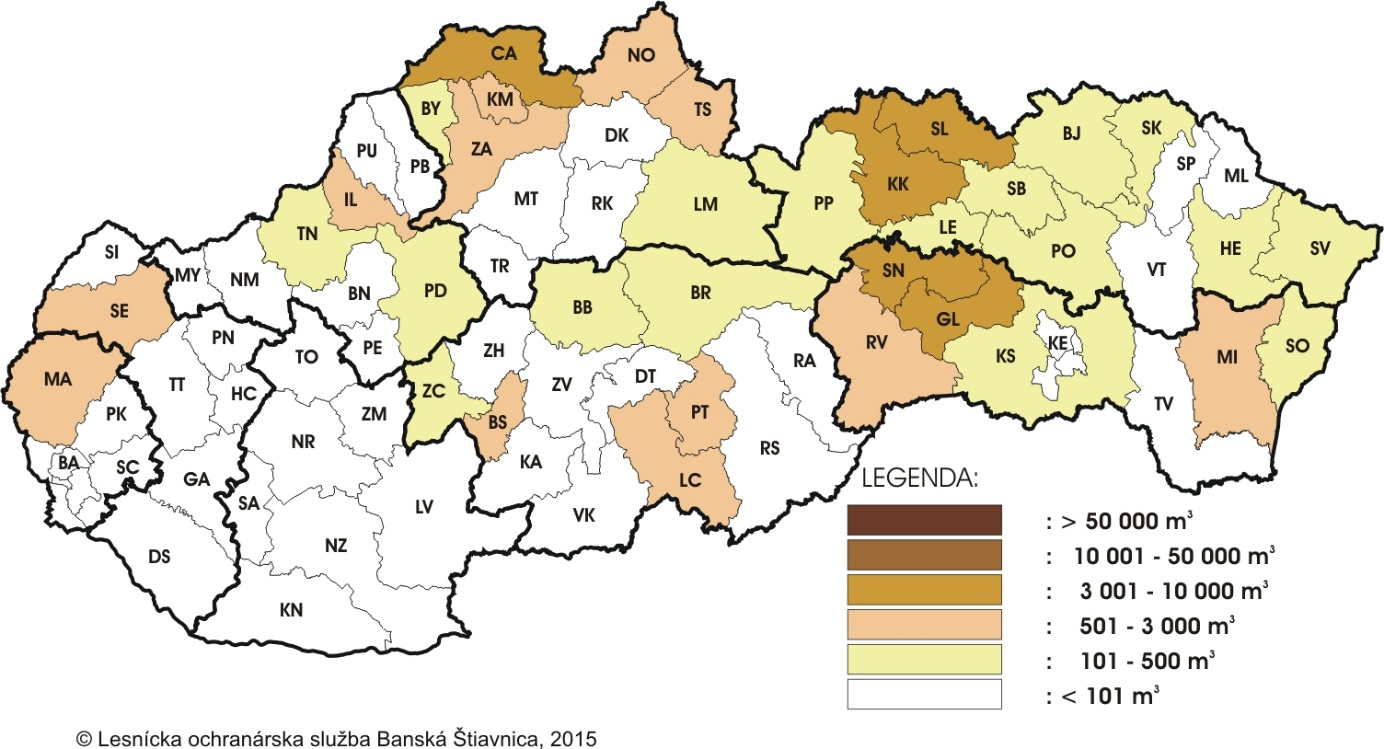 CA
NO
KM
TS
BY
ZA
DK
PU
PB
IL
MT
RK
LM
TN
SI
MY
NM
BN
PD
TR
SE
PN
PE
TO
ZH
BB
BR
MA
PK
TT
HC
ZM
ZC
BS
ZV
DT
RA
PT
BA
SC
GA
NR
SA
LV
KA
LC
RS
VK
DS
NZ
KN
SL
BJ
SK
SP
ML
KK
SB
PP
LE
PO
VT
HE
SV
SN
GL
RV
KS
KE
MI
SO
TV
LEGENDA:
: > 50 000 m³
: 10 001 - 50 000 m³
: 3 001 - 10 000 m³
: 501 - 3 000 m³
: 101 - 500 m³
: < 101 m³
© Lesnícka ochranárska služba Banská Štiavnica, 2015